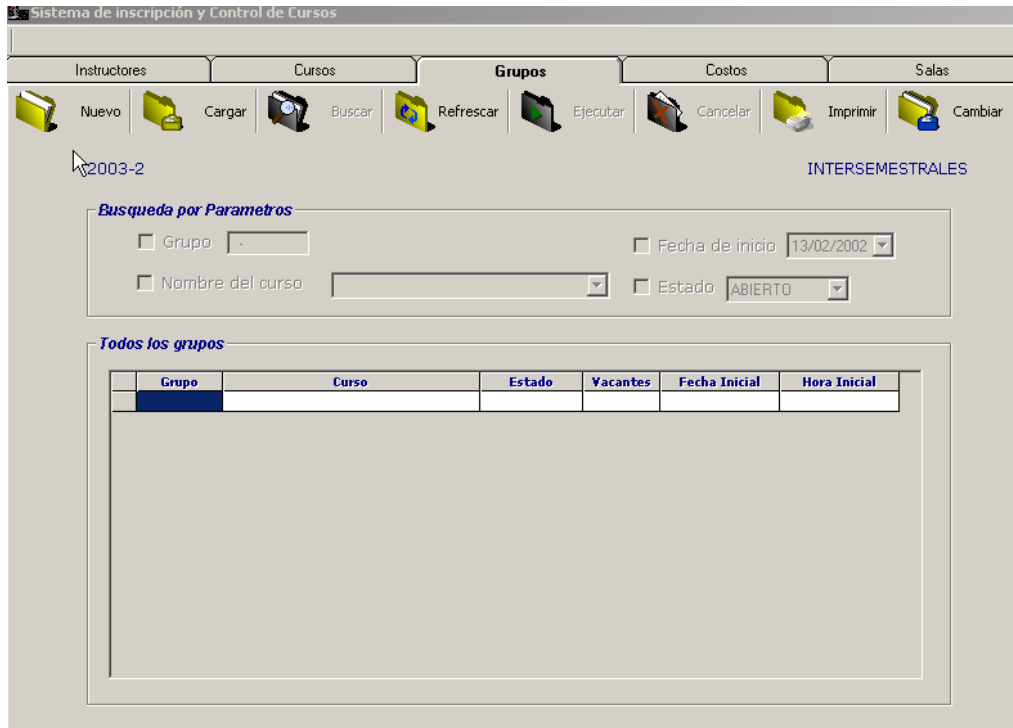 Sistema de inscripción y Control de Cursos
Instructores Cursos Grupos Costos Salas
Nuevo Cargar Buscar Refrescar Ejecutar Cancelar Imprimir Cambiar
2003-2 INTERSEMESTRALES
Busqueda por Parametros
Grupo - Fecha de inicio 13/02/2002
Nombre del curso Estado ABIERTO
Todos los grupos
Grupo Curso Estado Vacantes Fecha Inicial Hora Inicial